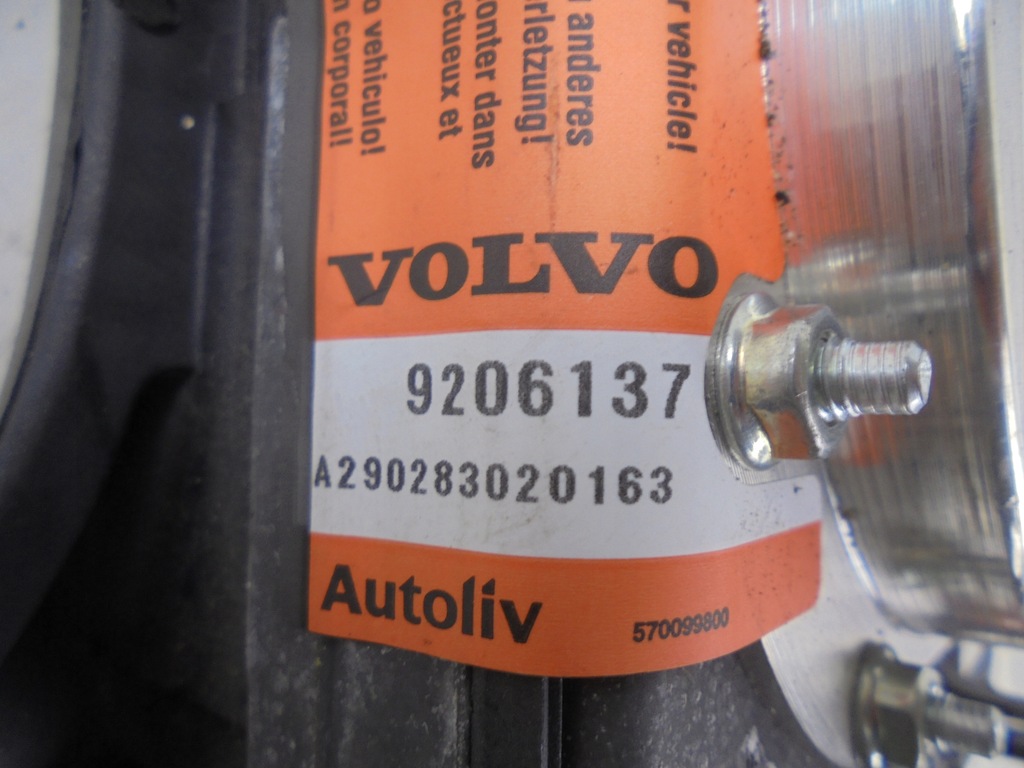 r vehicle!
anderes
rletzung!
onter dans
ctueux et
o vehiculo!
n corporal!
VOLVO
9206137
A290283020163
Autoliv
570099800